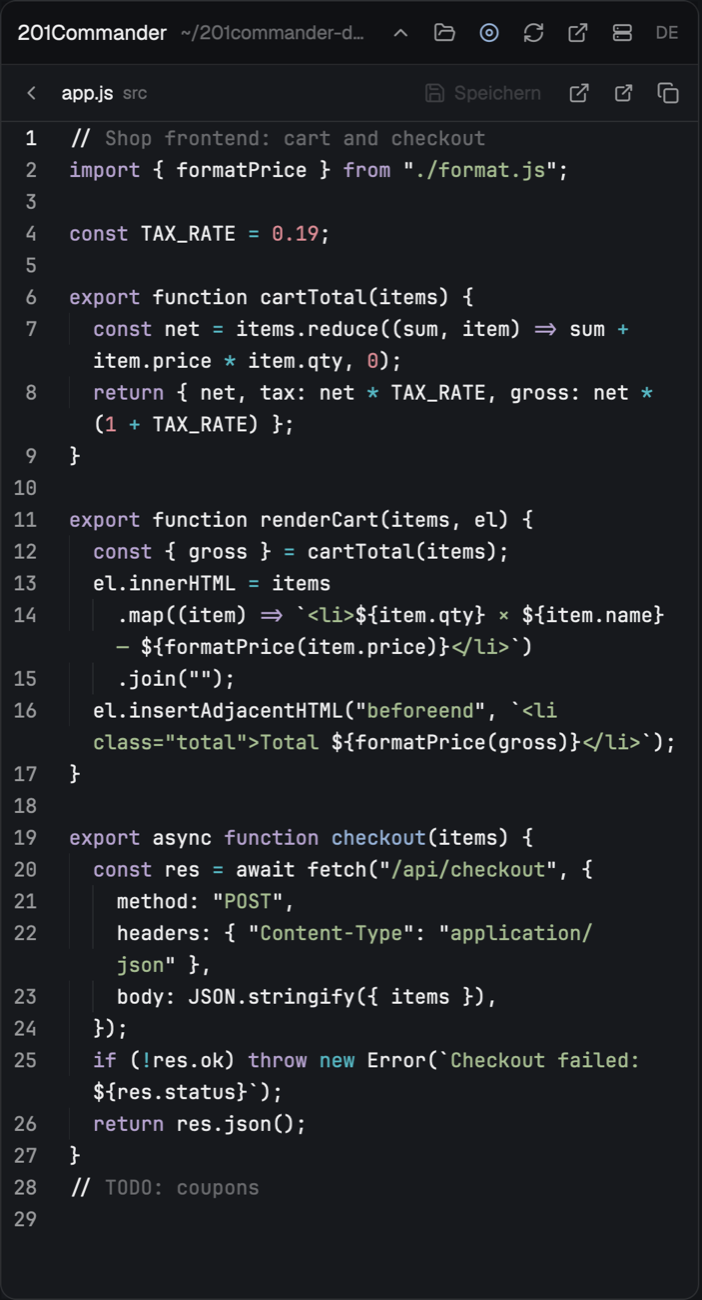 201Commander ~/201commander-d... DE
app.js src Speichern
1 // Shop frontend: cart and checkout
2 import { formatPrice } from "./format.js";
3
4 const TAX_RATE = 0.19;
5
6 export function cartTotal(items) {
7 const net = items.reduce((sum, item) => sum +
item.price * item.qty, 0);
8 return { net, tax: net * TAX_RATE, gross: net *
(1 + TAX_RATE) };
9 }
10
11 export function renderCart(items, el) {
12 const { gross } = cartTotal(items);
13 el.innerHTML = items
14 .map((item) => `<li>${item.qty} × ${item.name}
— ${formatPrice(item.price)}</li>`)
15 .join("");
16 el.insertAdjacentHTML("beforeend", `<li
class="total">Total ${formatPrice(gross)}</li>`);
17 }
18
19 export async function checkout(items) {
20 const res = await fetch("/api/checkout", {
21 method: "POST",
22 headers: { "Content-Type": "application/
json" },
23 body: JSON.stringify({ items }),
24 });
25 if (!res.ok) throw new Error(`Checkout failed:
${res.status}`);
26 return res.json();
27 }
28 // TODO: coupons
29